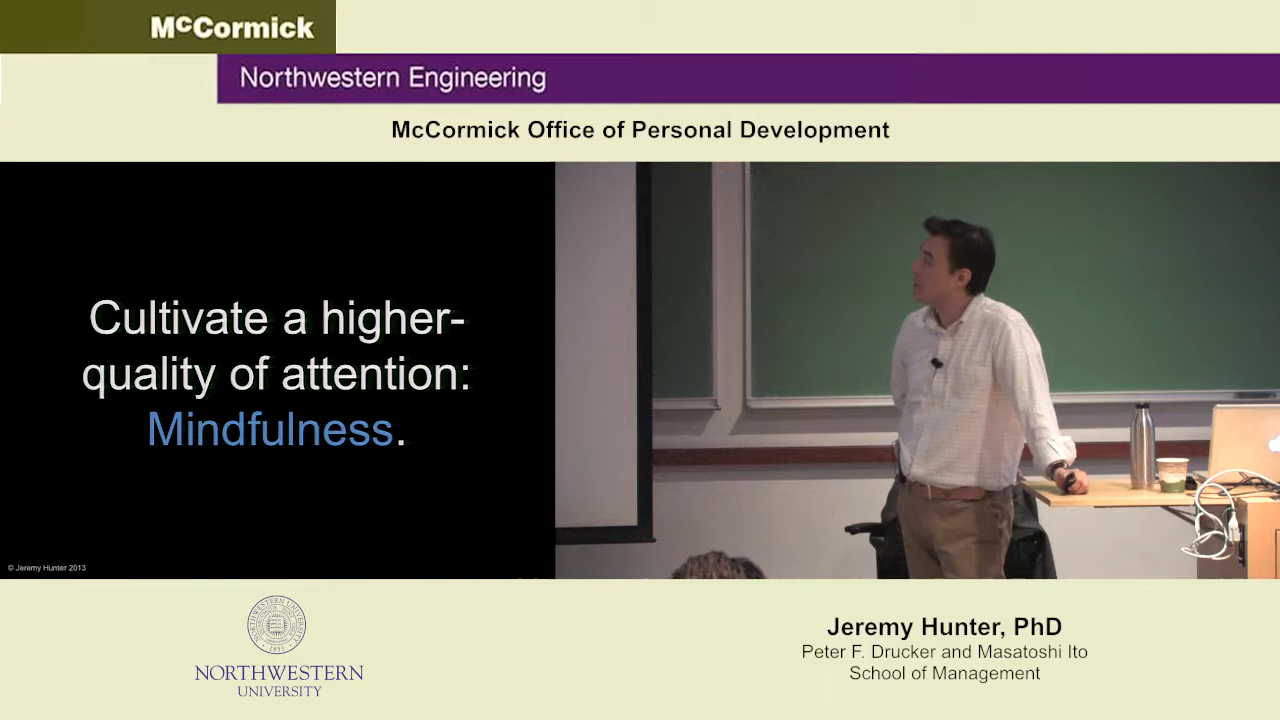 McCormick
Northwestern Engineering
McCormick Office of Personal Development
Cultivate a higher-
quality of attention:
Mindfulness.
© Jeremy Hunter 2013
NORTHWESTERN
UNIVERSITY
Jeremy Hunter, PhD
Peter F. Drucker and Masatoshi Ito
School of Management